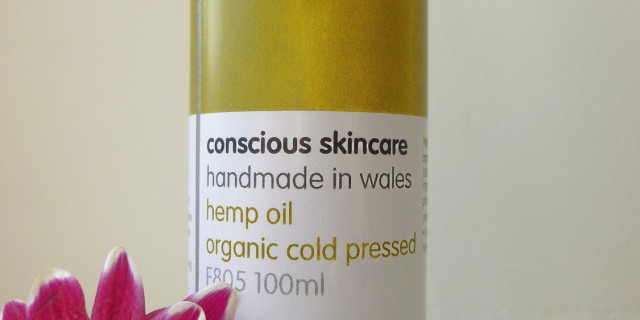 conscious skincare
handmade in wales
hemp oil
organic cold pressed
F805 100ml